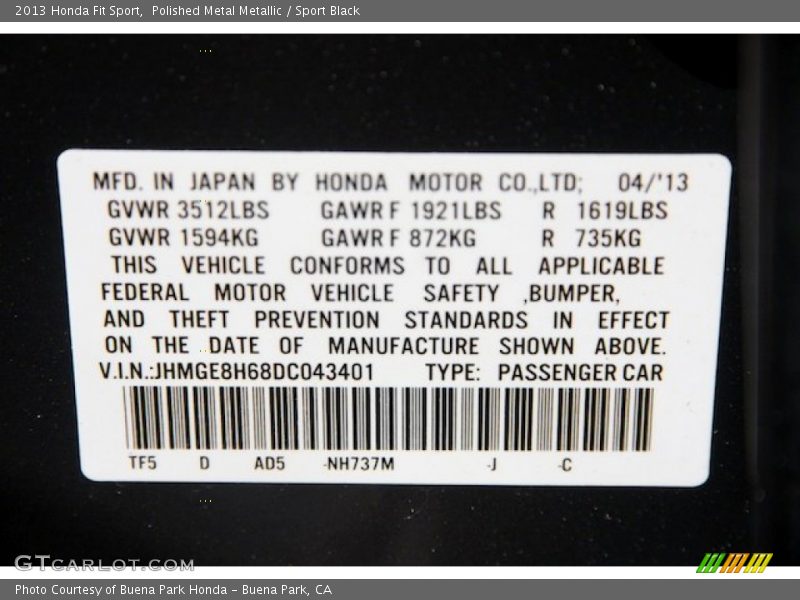 2013 Honda Fit Sport,  Polished Metal Metallic / Sport Black
MFD. IN JAPAN BY HONDA MOTOR CO.,LTD; 04/'13
GVWR 3512LBS GAWR F 1921LBS R 1619LBS
GVWR 1594KG GAWR F 872KG R 735KG
THIS VEHICLE CONFORMS TO ALL APPLICABLE
FEDERAL MOTOR VEHICLE SAFETY ,BUMPER,
AND THEFT PREVENTION STANDARDS IN EFFECT
ON THE DATE OF MANUFACTURE SHOWN ABOVE.
V.I.N.:JHMGE8H68DC043401 TYPE: PASSENGER CAR
TF5 D AD5 -NH737M -J -C
GTCARLOT.COM
Photo Courtesy of Buena Park Honda – Buena Park, CA